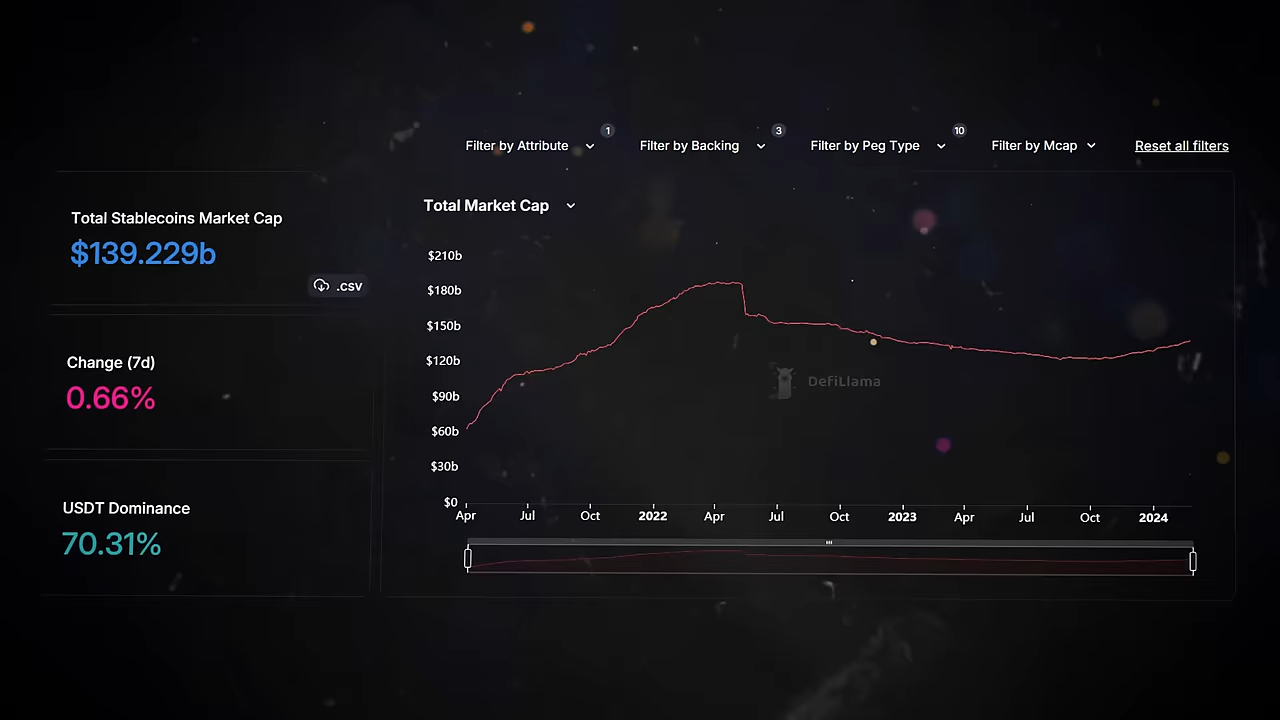 1
3
10
Filter by Attribute
Filter by Backing
Filter by Peg Type
Filter by Mcap
Reset all filters
Total Stablecoins Market Cap
$139.229b
.csv
Change (7d)
0.66%
USDT Dominance
70.31%
Total Market Cap
$210b
$180b
$150b
$120b
$90b
$60b
$30b
$0
DefiLlama
Apr
Jul
Oct
2022
Apr
Jul
Oct
2023
Apr
Jul
Oct
2024